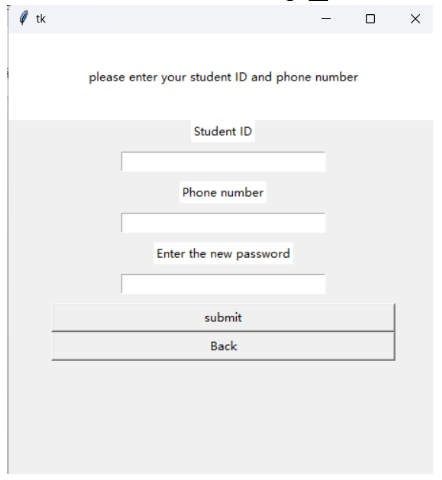 tk
please enter your student ID and phone number
Student ID
Phone number
Enter the new password
submit
Back